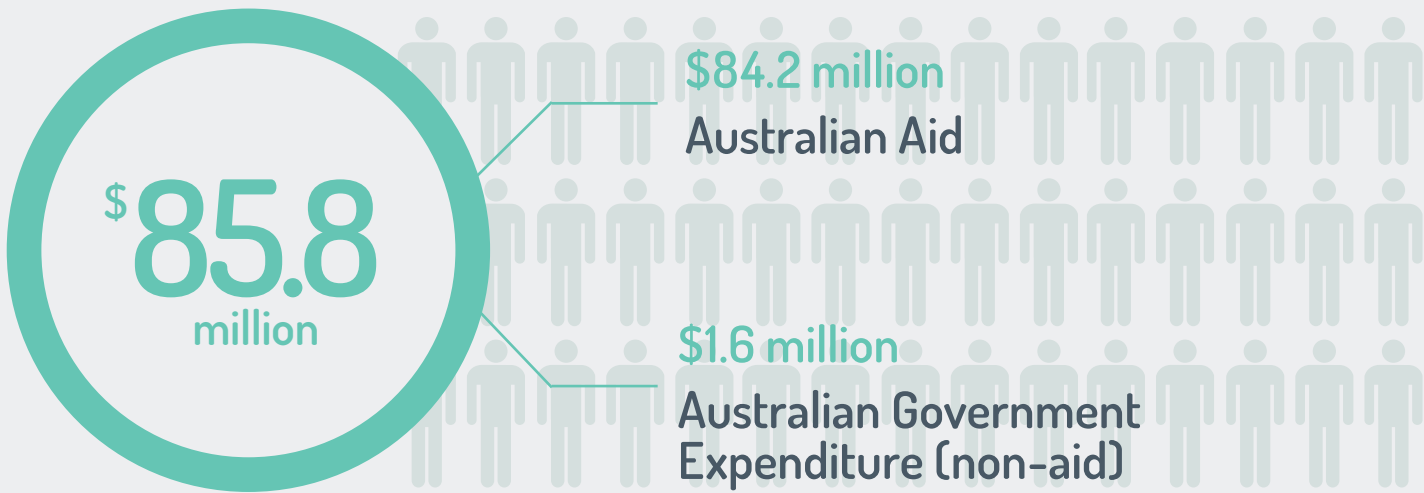 $85.8
million
$84.2 million
Australian Aid
$1.6 million
Australian Government
Expenditure (non-aid)